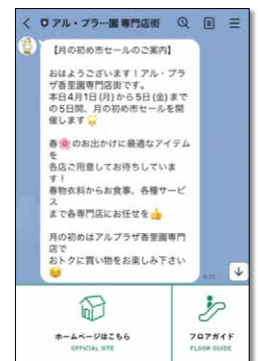 アル・プラ…園 専門店街
【月の初め市セールのご案内】
おはようございます！アル・プラ
ザ香里園専門店街です。
本日4月1日(月)から5日(金)まで
の5日間、月の初め市セールを開
催します
春🌸のお出かけに最適なアイテム
を
各店ご用意してお待ちしていま
す！
春物衣料からお食事、各種サービ
ス
まで各専門店にお任せを👍
月の初めはアルプラザ香里園専門
店で
おトクに買い物をお楽しみ下さい
ホームページはこちら
OFFICIAL SITE
フロアガイド
FLOOR GUIDE